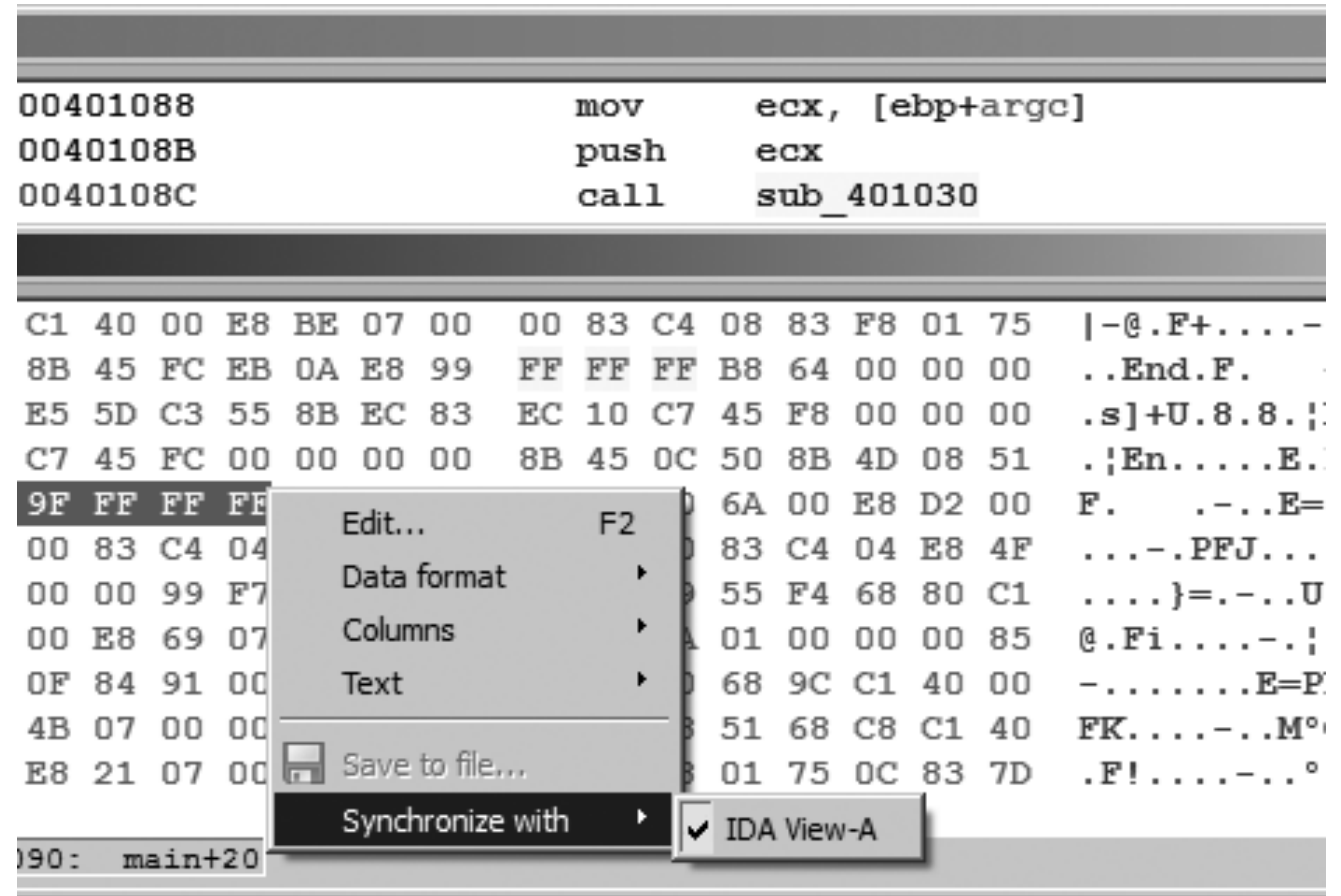 00401088 mov ecx, [ebp+argc]
0040108B push ecx
0040108C call sub_401030
C1 40 00 E8 BE 07 00 00 83 C4 08 83 F8 01 75 |-@.F+....-
8B 45 FC EB 0A E8 99 FF FF FF B8 64 00 00 00 ..End.F.
E5 5D C3 55 8B EC 83 EC 10 C7 45 F8 00 00 00 .s]+U.8.8.¦
C7 45 FC 00 00 00 00 8B 45 0C 50 8B 4D 08 51 .¦En.....E.
9F FF FF FF 6A 00 E8 D2 00 F. .-..E=
00 83 C4 04 83 C4 04 E8 4F ...-.PFJ...
00 00 99 F7 55 F4 68 80 C1 ....}=.-..U
00 E8 69 07 01 00 00 00 85 @.Fi....-.¦
0F 84 91 00 68 9C C1 40 00 -.......E=P
4B 07 00 00 51 68 C8 C1 40 FK....-..M°
E8 21 07 00 01 75 0C 83 7D .F!....-..°
Edit... F2
Data format
Columns
Text
Save to file...
Synchronize with
IDA View-A
090: main+20